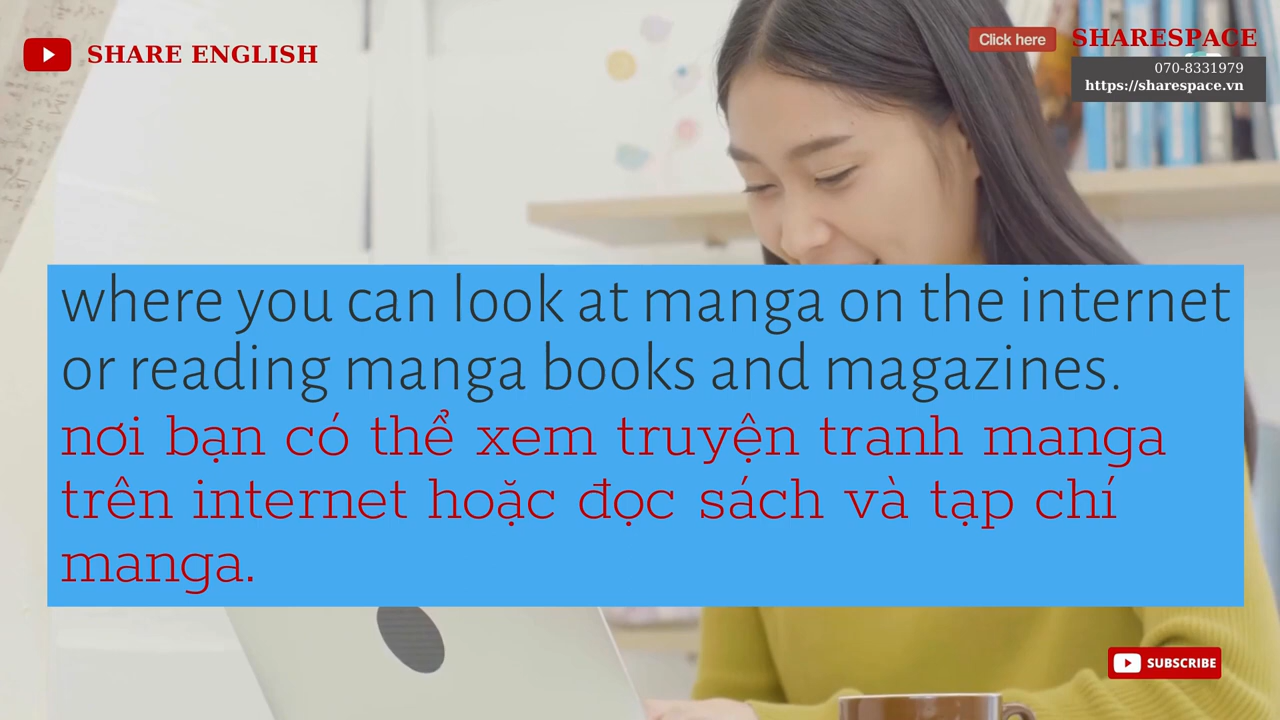 SHARE ENGLISH
Click here
SHARESPACE
070-8331979
https://sharespace.vn
where you can look at manga on the internet
or reading manga books and magazines.
nơi bạn có thể xem truyện tranh manga
trên internet hoặc đọc sách và tạp chí
manga.
SUBSCRIBE